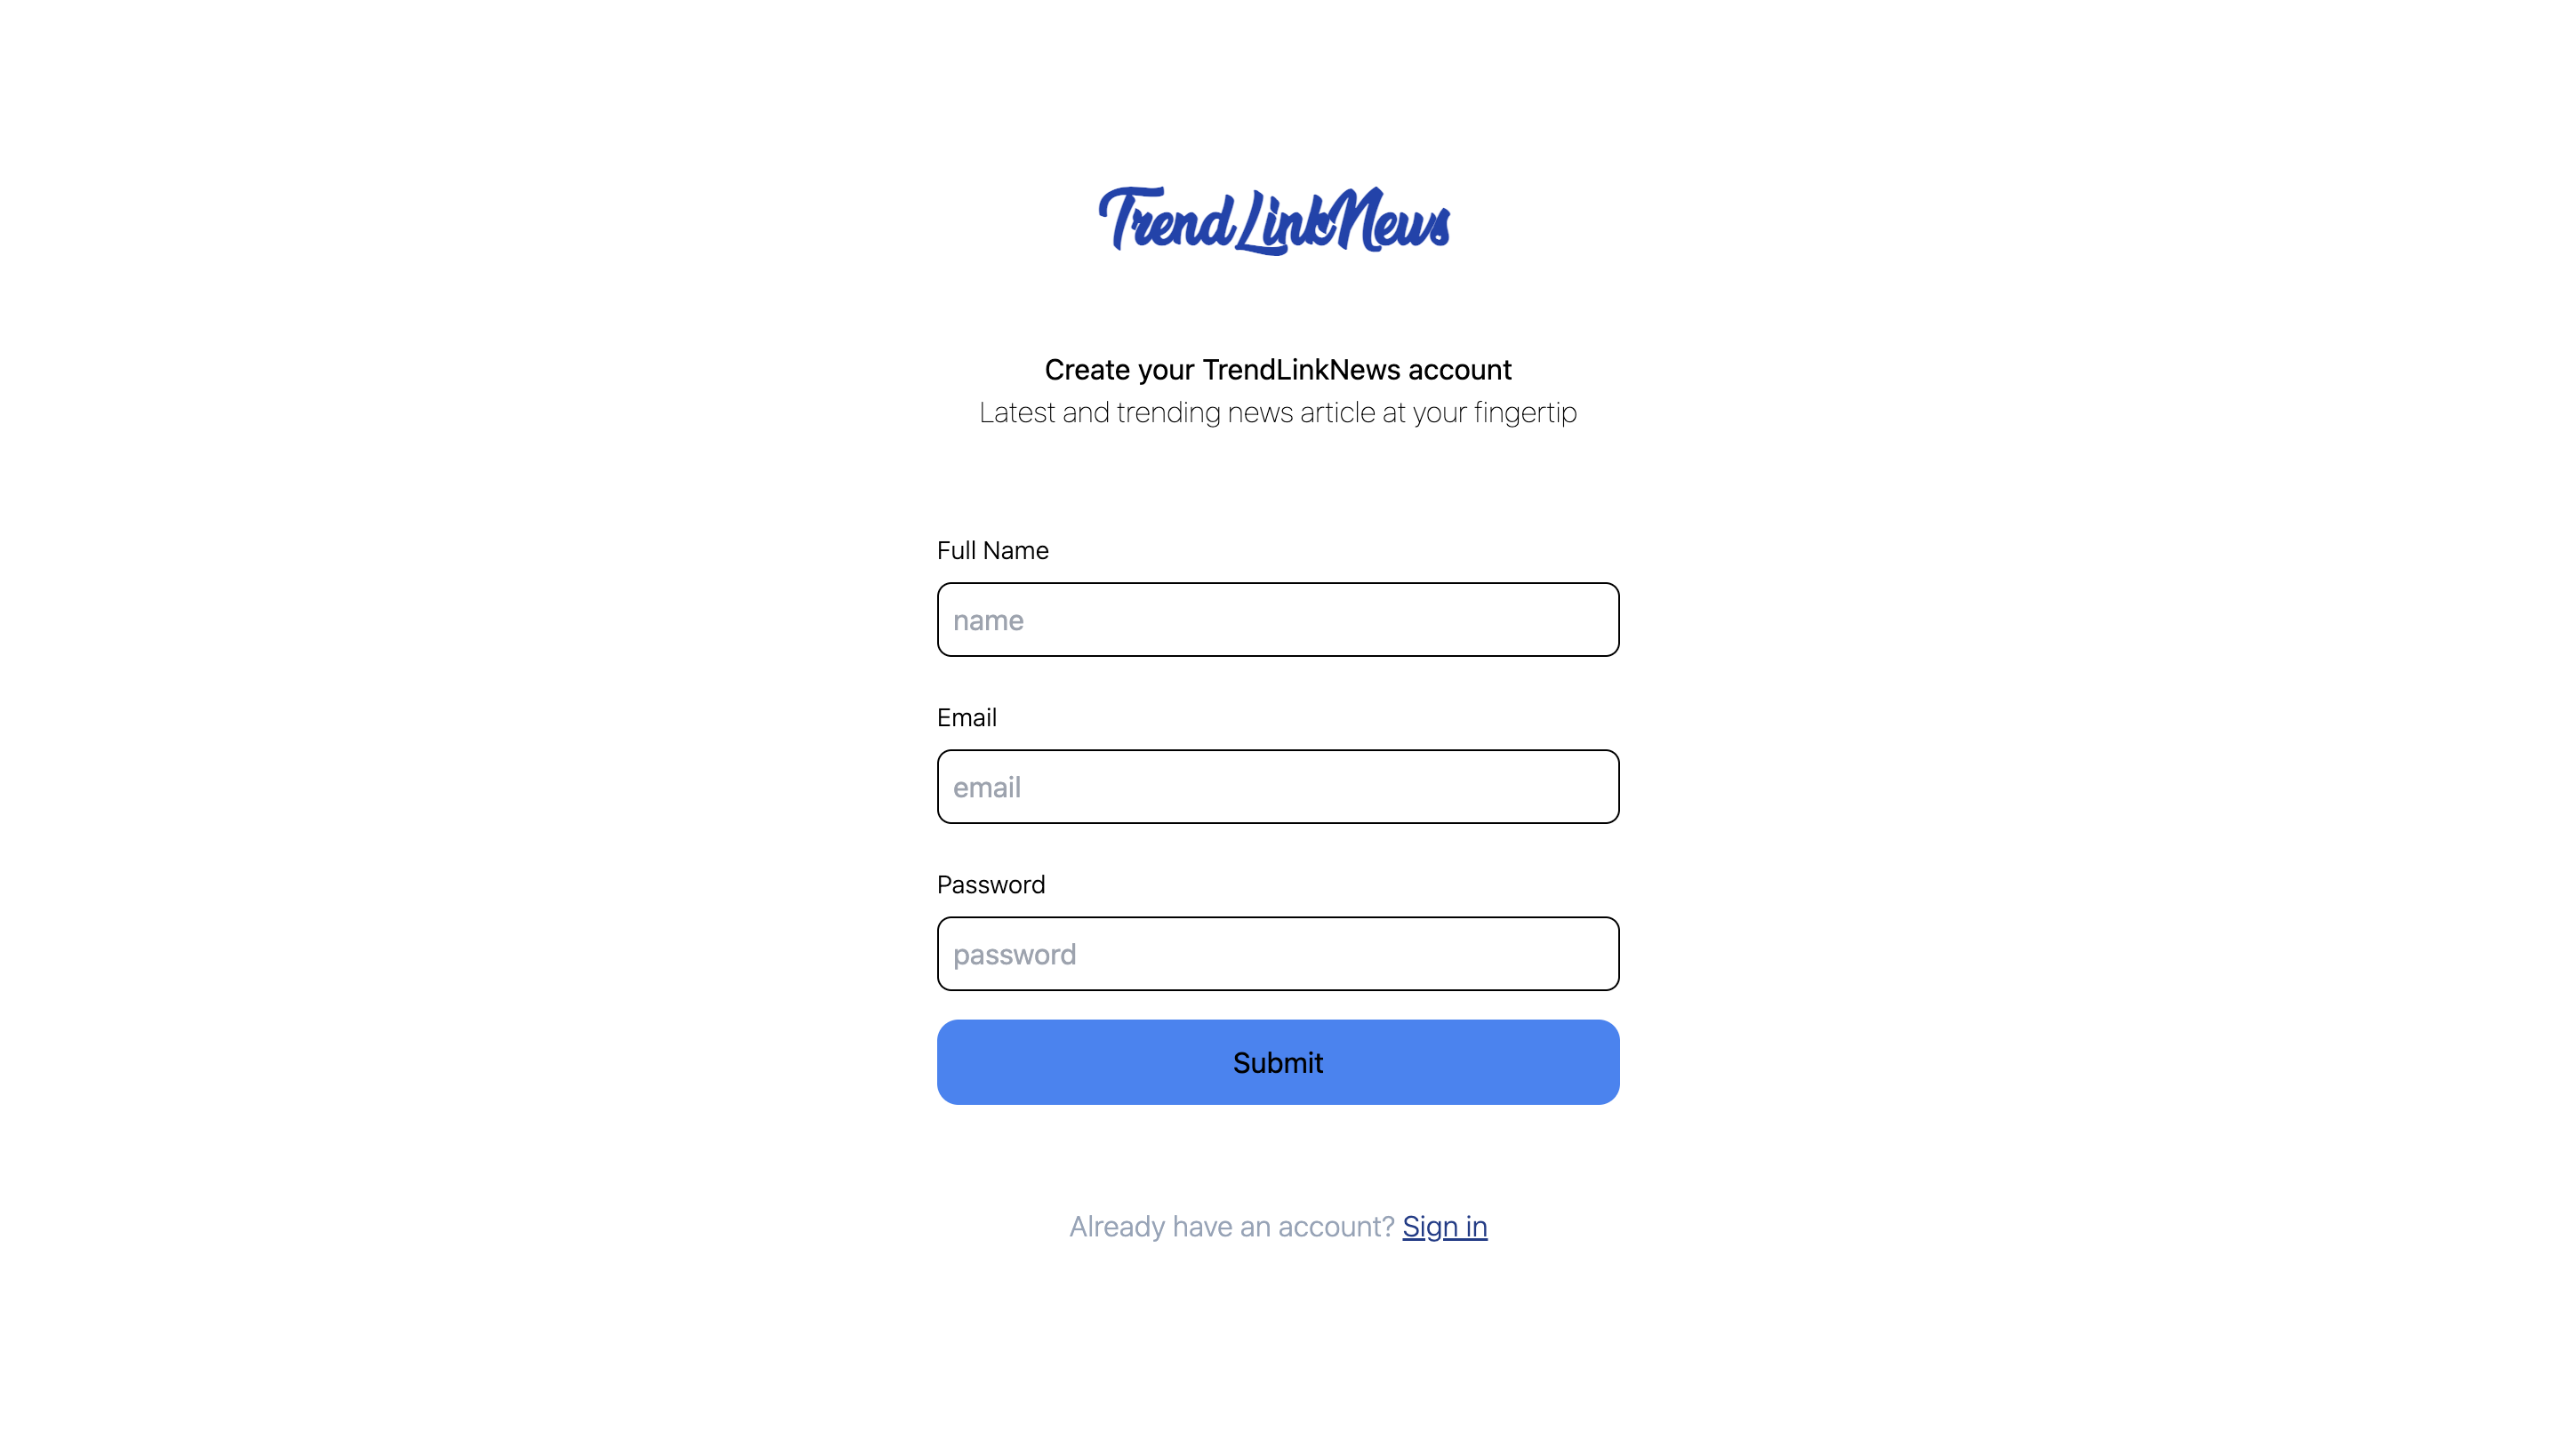 TrendLinkNews
Create your TrendLinkNews account
Latest and trending news article at your fingertip
Full Name
name
Email
email
Password
password
Submit
Already have an account? Sign in